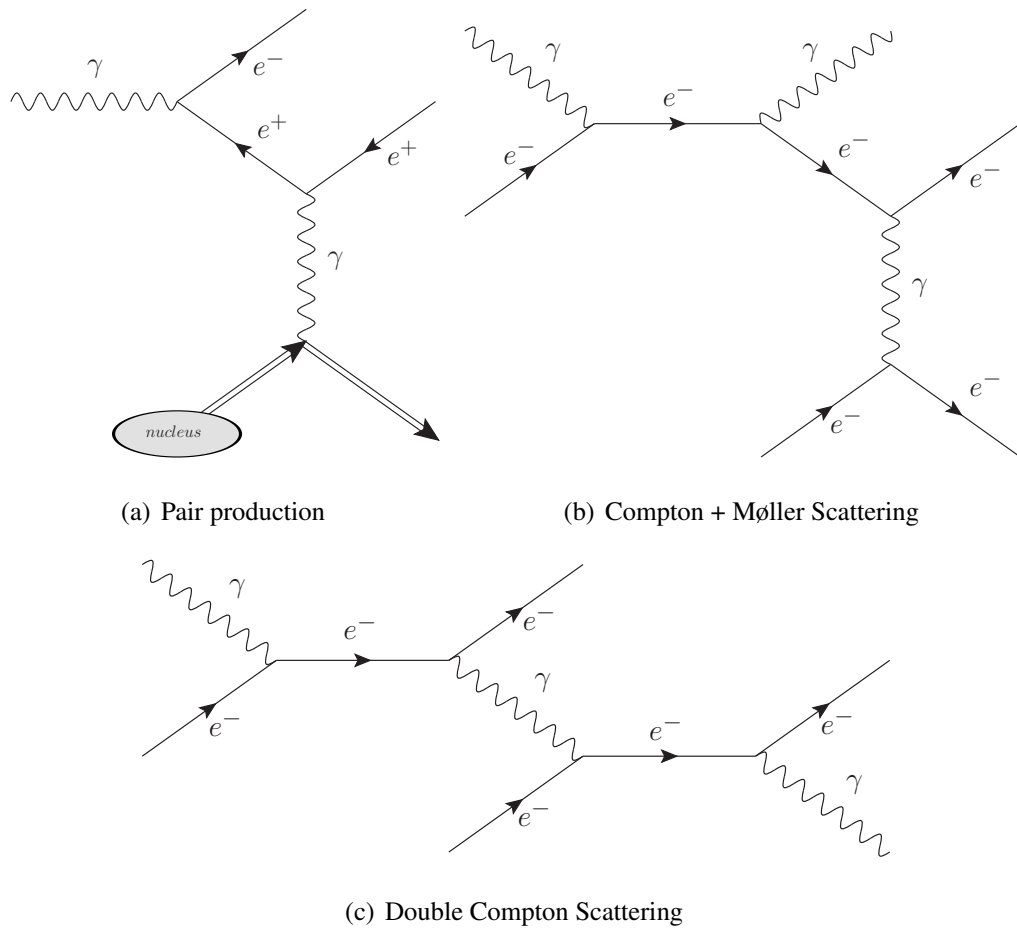 γ
e⁻
e⁺
e⁺
γ
nucleus
(a) Pair production
γ
γ
e⁻
e⁻
e⁻
e⁻
γ
e⁻
e⁻
(b) Compton + Møller Scattering
γ
e⁻
e⁻
e⁻
γ
e⁻
e⁻
e⁻
γ
(c) Double Compton Scattering